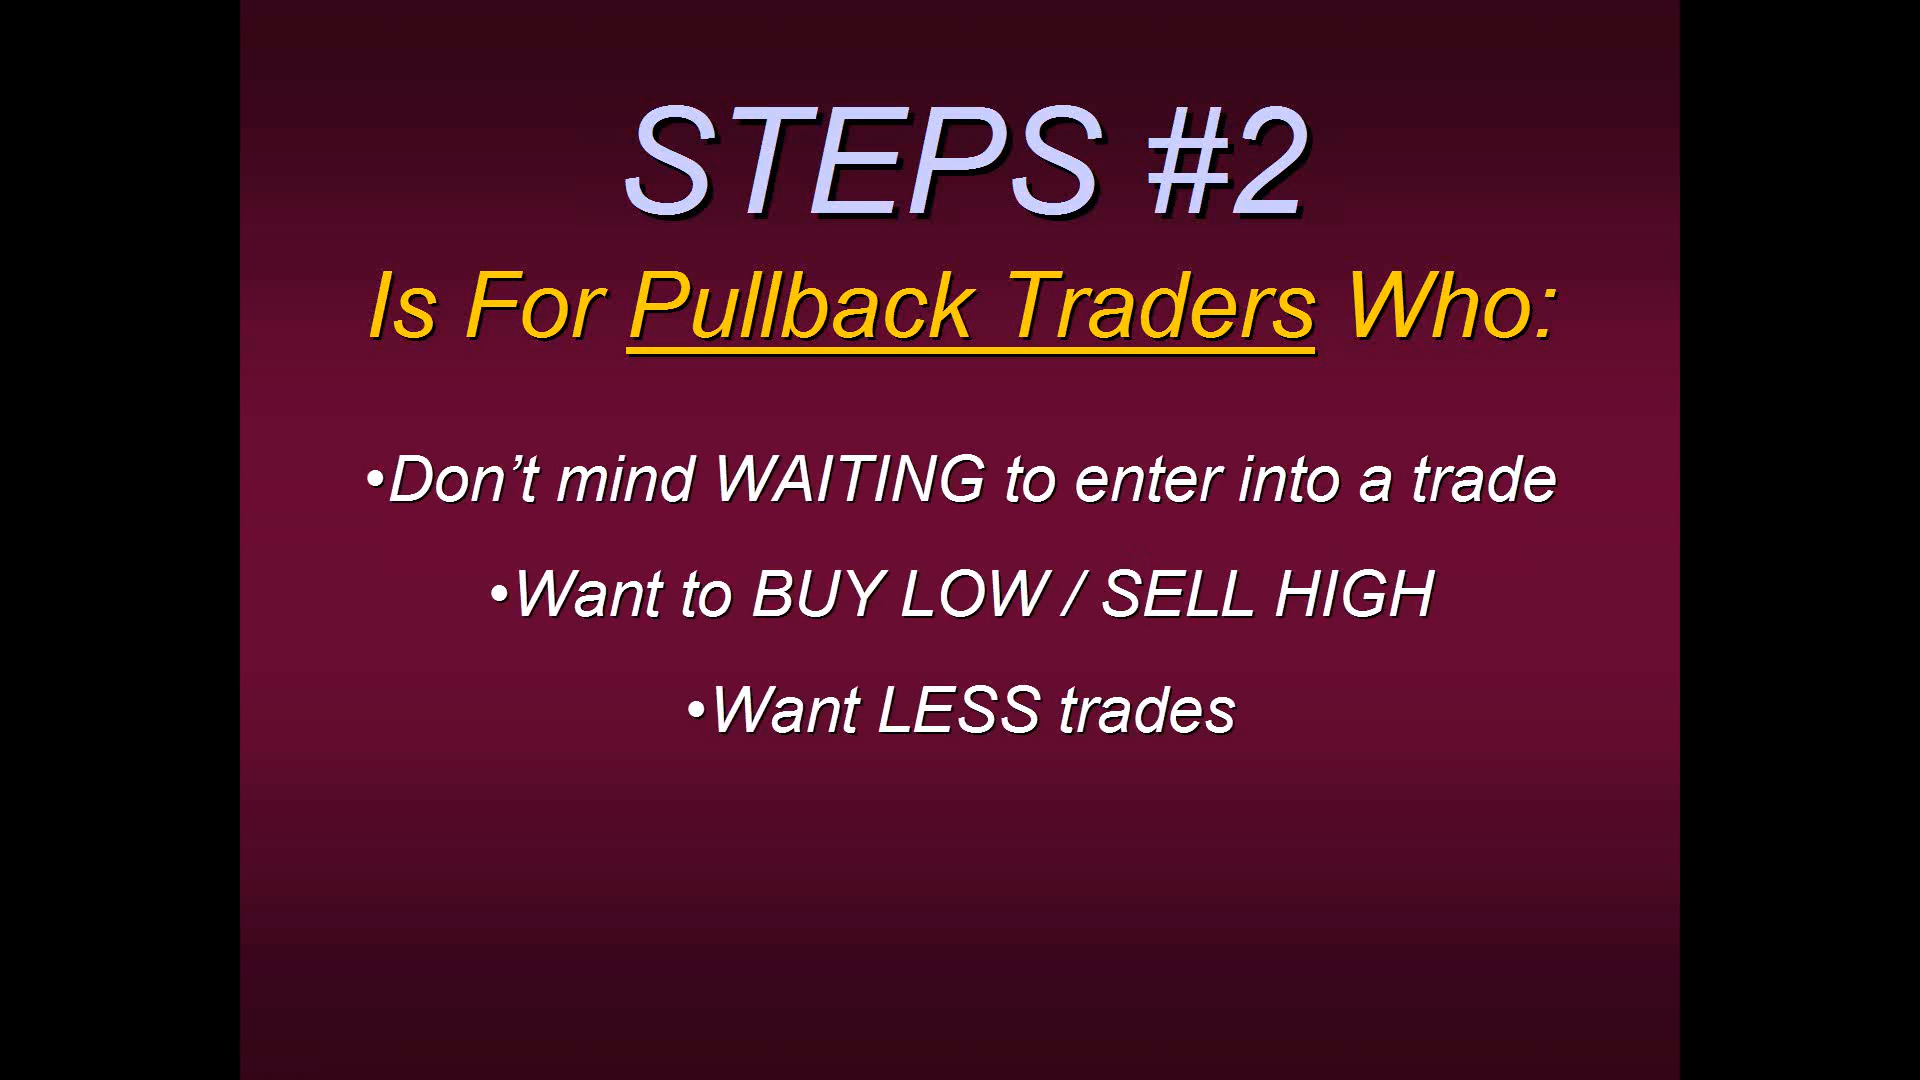 STEPS #2
Is For Pullback Traders Who:
•Don’t mind WAITING to enter into a trade
•Want to BUY LOW / SELL HIGH
•Want LESS trades